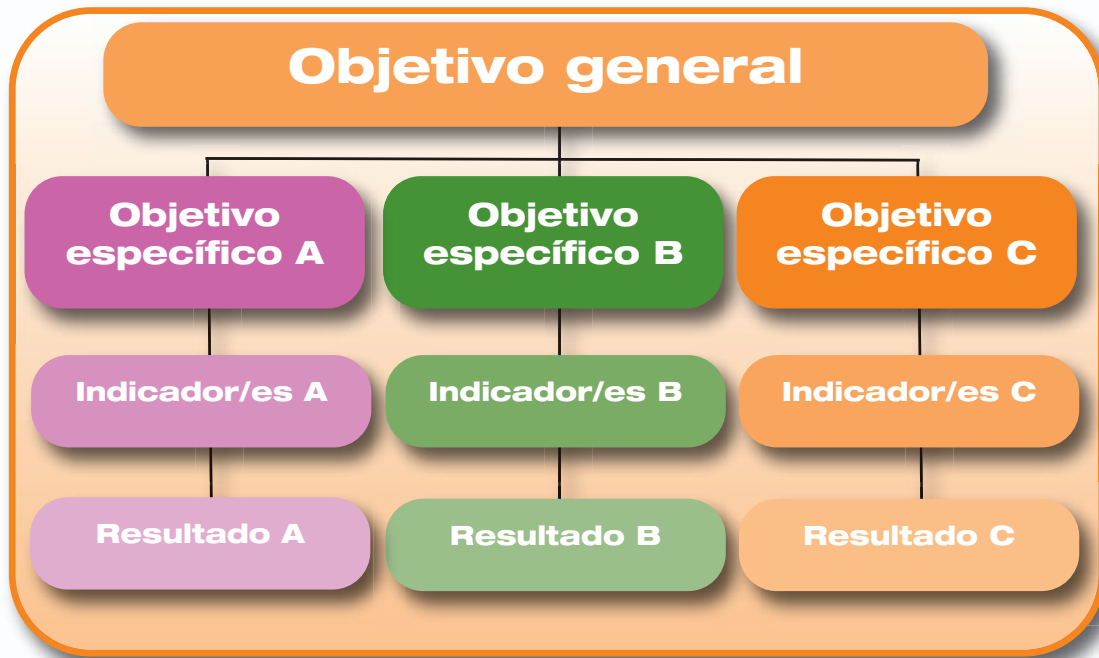 Objetivo general
Objetivo
específico A
Objetivo
específico B
Objetivo
específico C
Indicador/es A
Indicador/es B
Indicador/es C
Resultado A
Resultado B
Resultado C